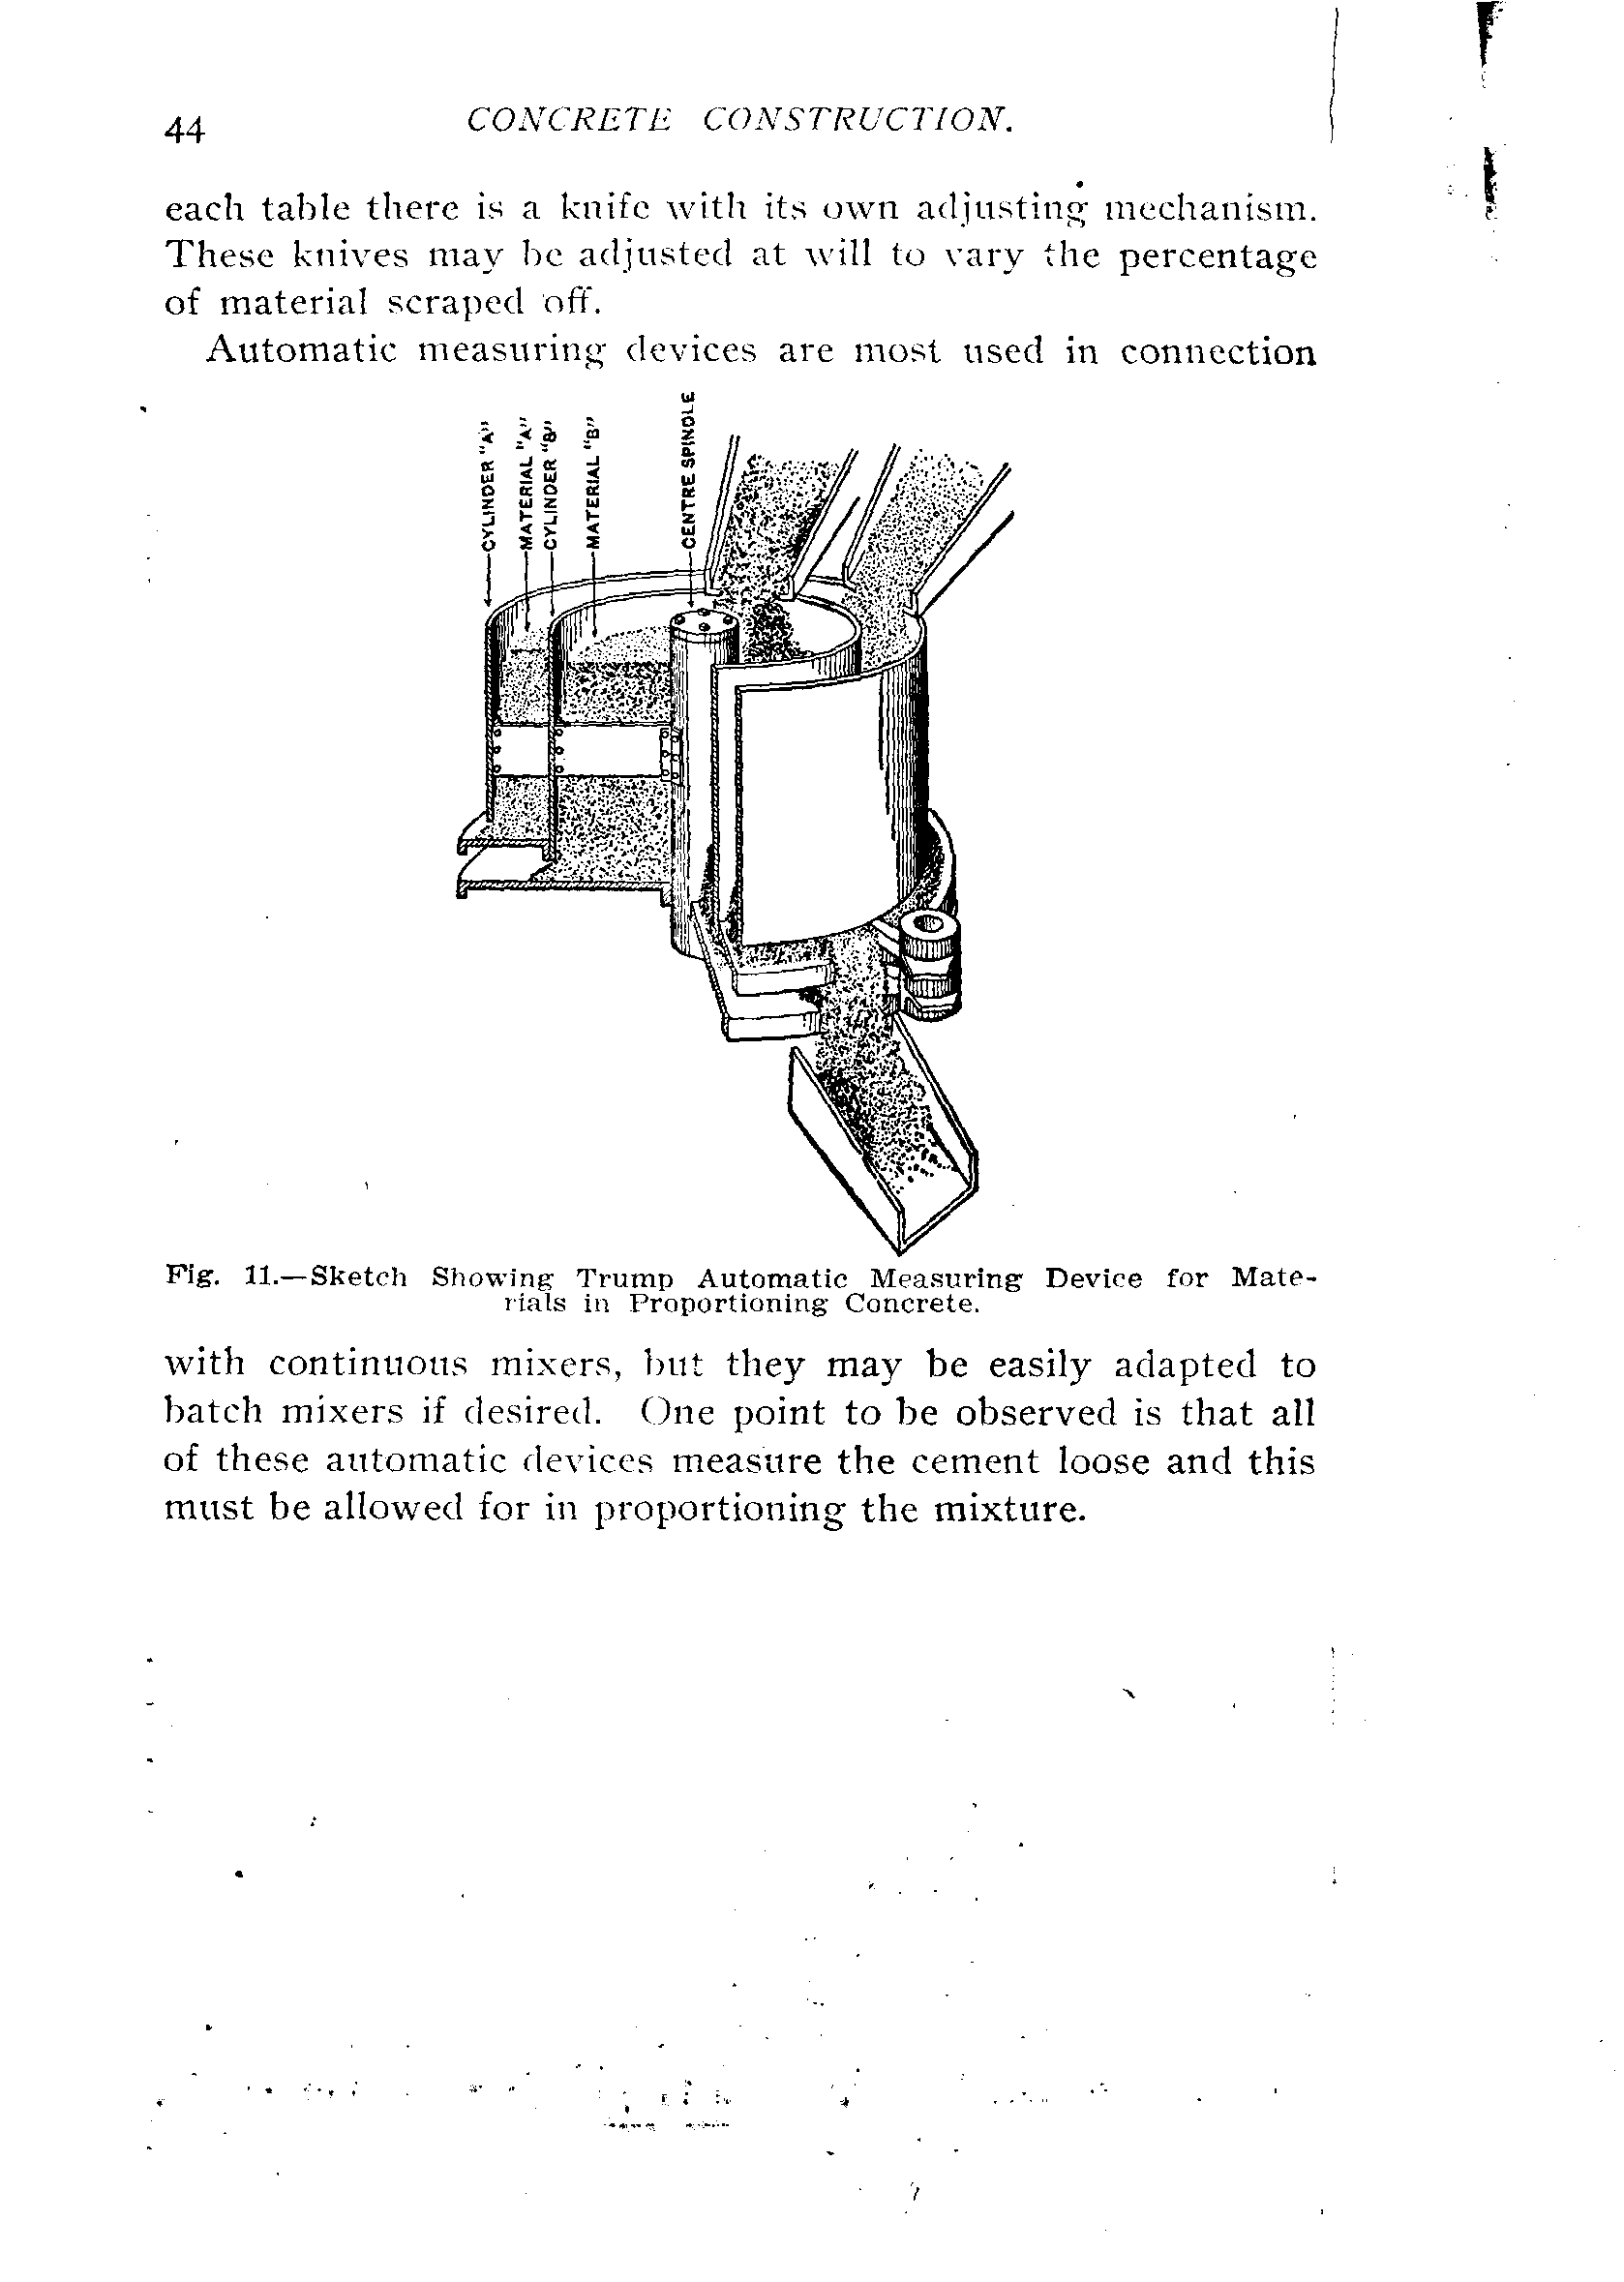 44
CONCRETE CONSTRUCTION.
each table there is a knife with its own adjusting mechanism.
These knives may be adjusted at will to vary the percentage
of material scraped off.
Automatic measuring devices are most used in connection
CYLINDER "A"
MATERIAL "A"
CYLINDER "B"
MATERIAL "B"
CENTRE SPINDLE
Fig. 11.—Sketch Showing Trump Automatic Measuring Device for Mate-
rials in Proportioning Concrete.
with continuous mixers, but they may be easily adapted to
batch mixers if desired. One point to be observed is that all
of these automatic devices measure the cement loose and this
must be allowed for in proportioning the mixture.